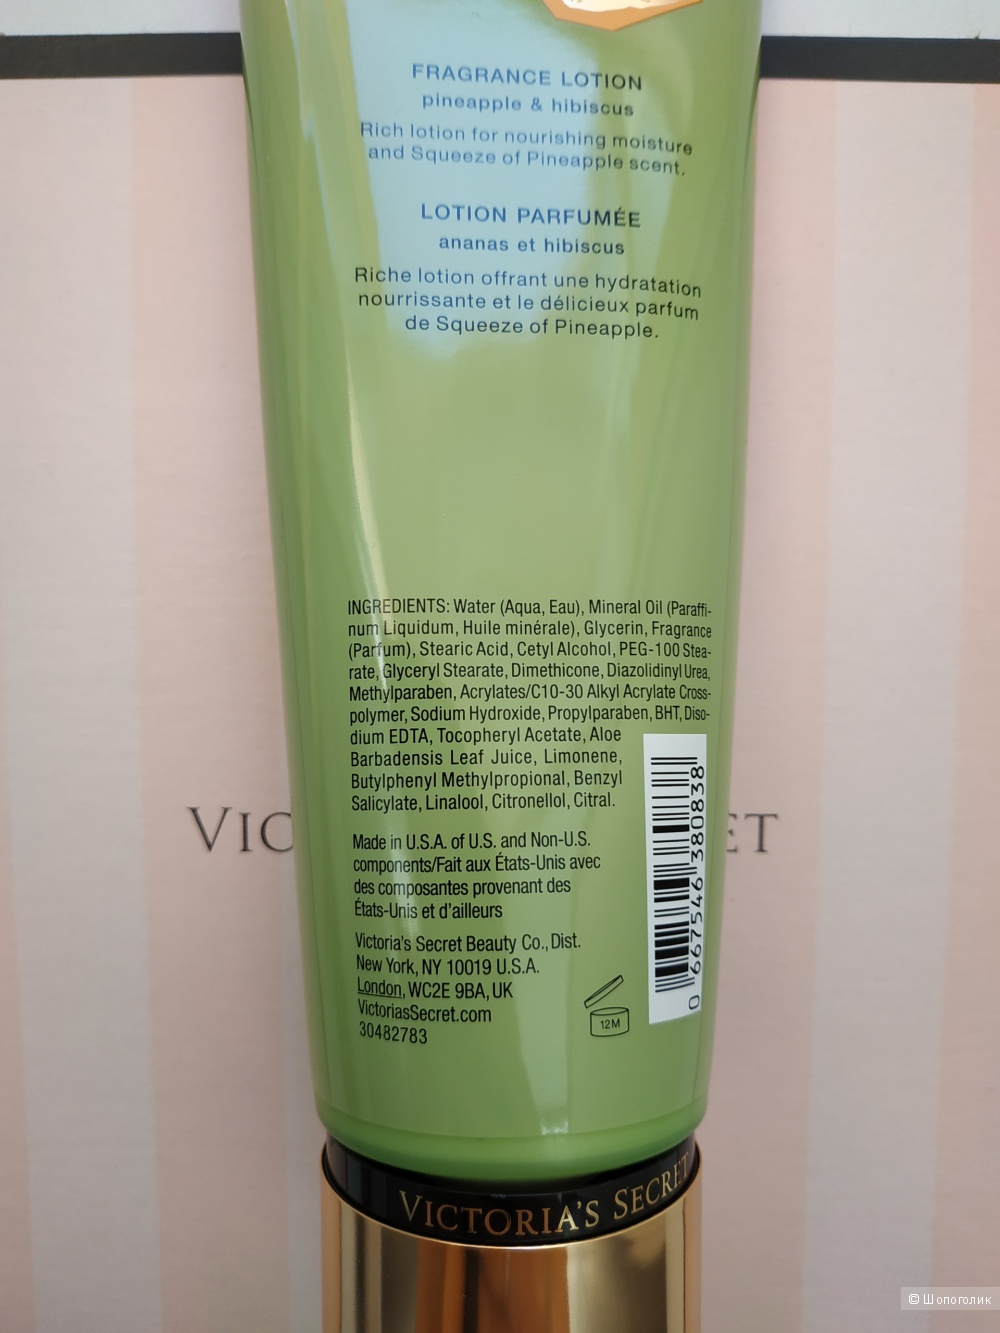 FRAGRANCE LOTION
pineapple & hibiscus
Rich lotion for nourishing moisture
and Squeeze of Pineapple scent.
LOTION PARFUMÉE
ananas et hibiscus
Riche lotion offrant une hydratation
nourrissante et le délicieux parfum
de Squeeze of Pineapple.
INGREDIENTS: Water (Aqua, Eau), Mineral Oil (Paraffi-
num Liquidum, Huile minérale), Glycerin, Fragrance
(Parfum), Stearic Acid, Cetyl Alcohol, PEG-100 Stea-
rate, Glyceryl Stearate, Dimethicone, Diazolidinyl Urea,
Methylparaben, Acrylates/C10-30 Alkyl Acrylate Cross-
polymer, Sodium Hydroxide, Propylparaben, BHT, Diso-
dium EDTA, Tocopheryl Acetate, Aloe
Barbadensis Leaf Juice, Limonene,
Butylphenyl Methylpropional, Benzyl
Salicylate, Linalool, Citronellol, Citral.
Made in U.S.A. of U.S. and Non-U.S.
components/Fait aux États-Unis avec
des composantes provenant des
États-Unis et d'ailleurs
Victoria's Secret Beauty Co., Dist.
New York, NY 10019 U.S.A.
London, WC2E 9BA, UK
VictoriasSecret.com
30482783
12M
0 667546 380838
VIC ET
VICTORIA'S SECRET
© Шопоголик